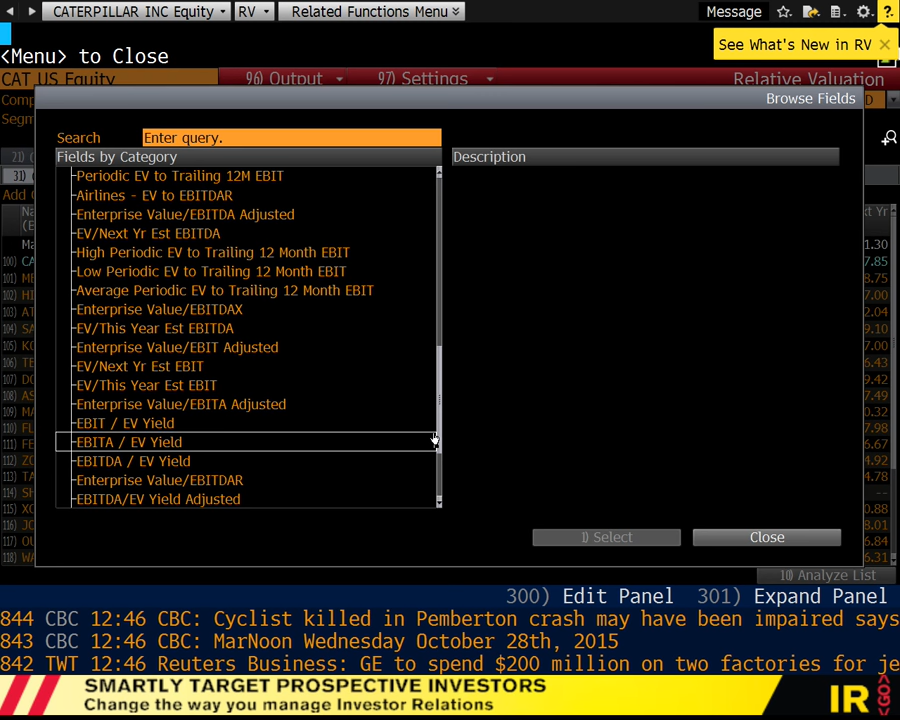 CATERPILLAR INC Equity
RV
Related Functions Menu
Message
?
See What's New in RV ×
<Menu> to Close
CAT US Equity
96) Output
97) Settings
Relative Valuation
Browse Fields
Comp
Segm
Search
Enter query.
Fields by Category
Description
Periodic EV to Trailing 12M EBIT
Airlines - EV to EBITDAR
Enterprise Value/EBITDA Adjusted
EV/Next Yr Est EBITDA
High Periodic EV to Trailing 12 Month EBIT
Low Periodic EV to Trailing 12 Month EBIT
Average Periodic EV to Trailing 12 Month EBIT
Enterprise Value/EBITDAX
EV/This Year Est EBITDA
Enterprise Value/EBIT Adjusted
EV/Next Yr Est EBIT
EV/This Year Est EBIT
Enterprise Value/EBITA Adjusted
EBIT / EV Yield
EBITA / EV Yield
EBITDA / EV Yield
Enterprise Value/EBITDAR
EBITDA/EV Yield Adjusted
1) Select
Close
10) Analyze List
300) Edit Panel
301) Expand Panel
844 CBC 12:46 CBC: Cyclist killed in Pemberton crash may have been impaired says
843 CBC 12:46 CBC: MarNoon Wednesday October 28th, 2015
842 TWT 12:46 Reuters Business: GE to spend $200 million on two factories for je
SMARTLY TARGET PROSPECTIVE INVESTORS
Change the way you manage Investor Relations
IR
AGV